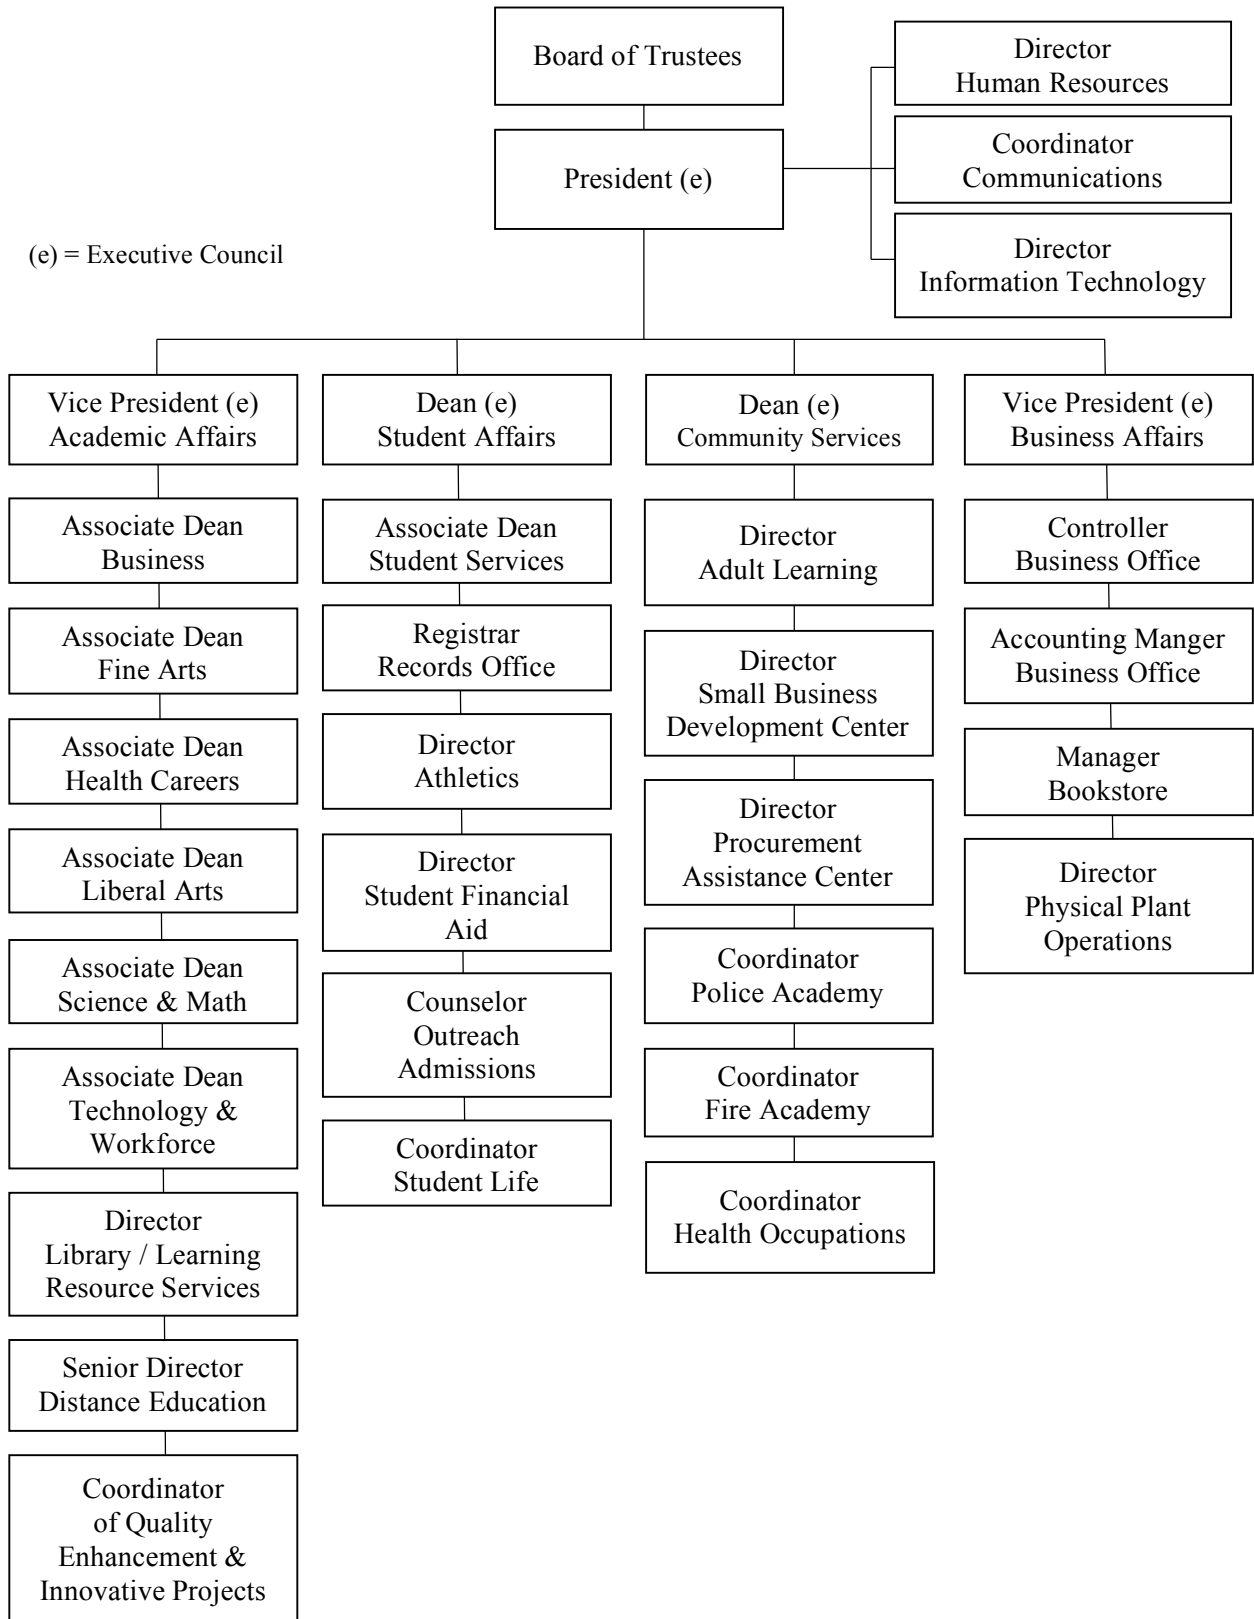 Board of Trustees
President (e)
Director
Human Resources
Coordinator
Communications
Director
Information Technology
(e) = Executive Council
Vice President (e)
Academic Affairs
Associate Dean
Business
Associate Dean
Fine Arts
Associate Dean
Health Careers
Associate Dean
Liberal Arts
Associate Dean
Science & Math
Associate Dean
Technology &
Workforce
Director
Library / Learning
Resource Services
Senior Director
Distance Education
Coordinator
of Quality
Enhancement &
Innovative Projects
Dean (e)
Student Affairs
Associate Dean
Student Services
Registrar
Records Office
Director
Athletics
Director
Student Financial
Aid
Counselor
Outreach
Admissions
Coordinator
Student Life
Dean (e)
Community Services
Director
Adult Learning
Director
Small Business
Development Center
Director
Procurement
Assistance Center
Coordinator
Police Academy
Coordinator
Fire Academy
Coordinator
Health Occupations
Vice President (e)
Business Affairs
Controller
Business Office
Accounting Manger
Business Office
Manager
Bookstore
Director
Physical Plant
Operations